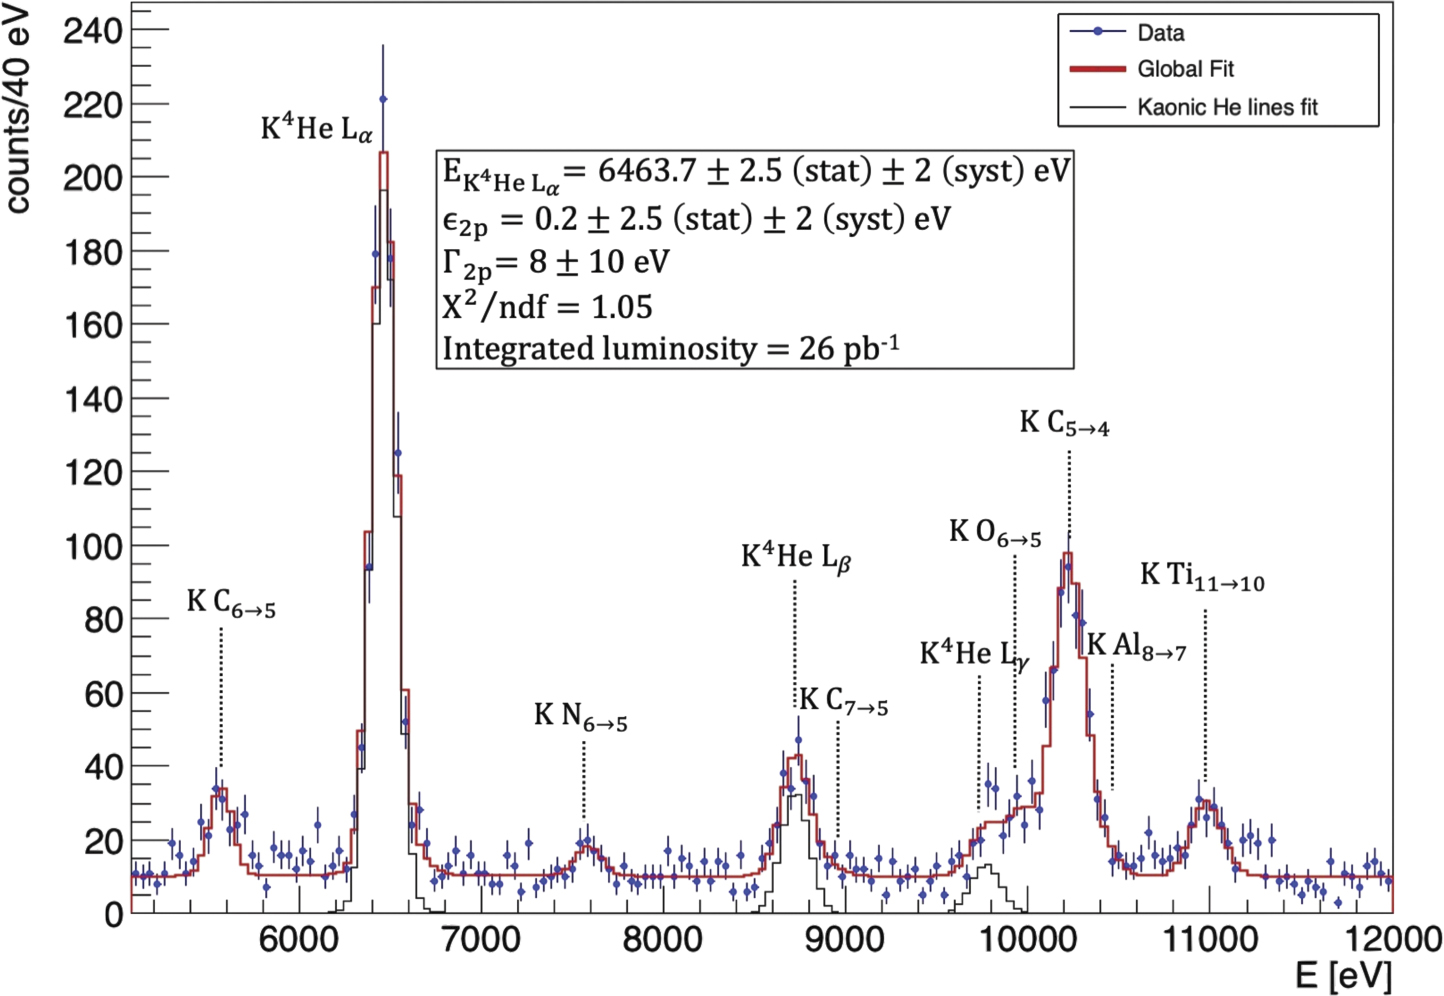 counts/40 eV
240
220
200
180
160
140
120
100
80
60
40
20
0
Data
Global Fit
Kaonic He lines fit
K⁴He Lα
E_K⁴He Lα = 6463.7 ± 2.5 (stat) ± 2 (syst) eV
ϵ₂ₚ = 0.2 ± 2.5 (stat) ± 2 (syst) eV
Γ₂ₚ= 8 ± 10 eV
X²/ndf = 1.05
Integrated luminosity = 26 pb⁻¹
K C₅→₄
K O₆→₅
K⁴He Lᵦ
K Ti₁₁→₁₀
K C₆→₅
K⁴He Lᵧ
K Al₈→₇
K C₇→₅
K N₆→₅
6000
7000
8000
9000
10000
11000
12000
E [eV]